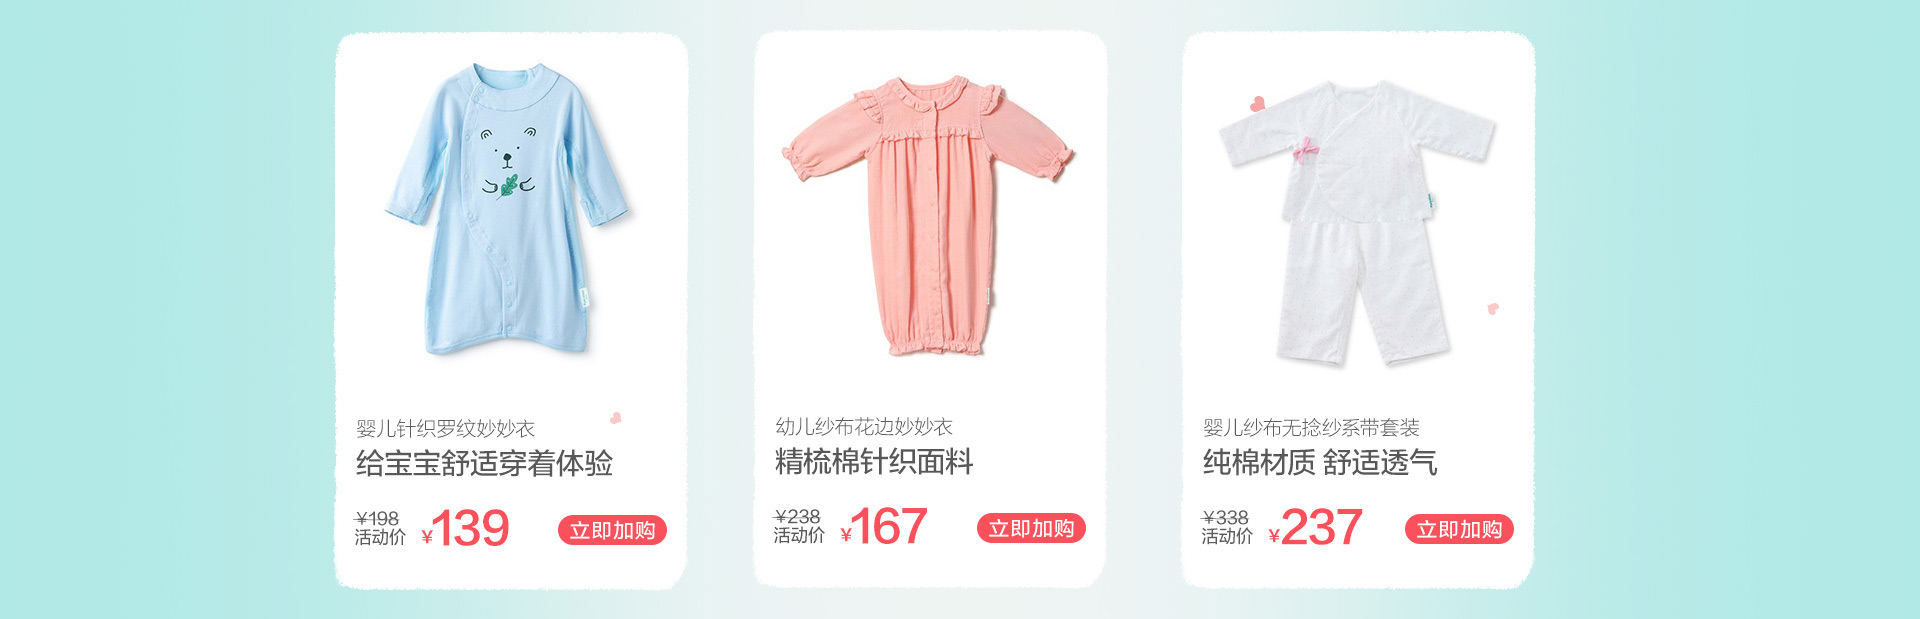 婴儿针织罗纹妙妙衣
给宝宝舒适穿着体验
¥198
活动价 ¥139
立即加购
幼儿纱布花边妙妙衣
精梳棉针织面料
¥238
活动价 ¥167
立即加购
婴儿纱布无捻纱系带套装
纯棉材质 舒适透气
¥338
活动价 ¥237
立即加购